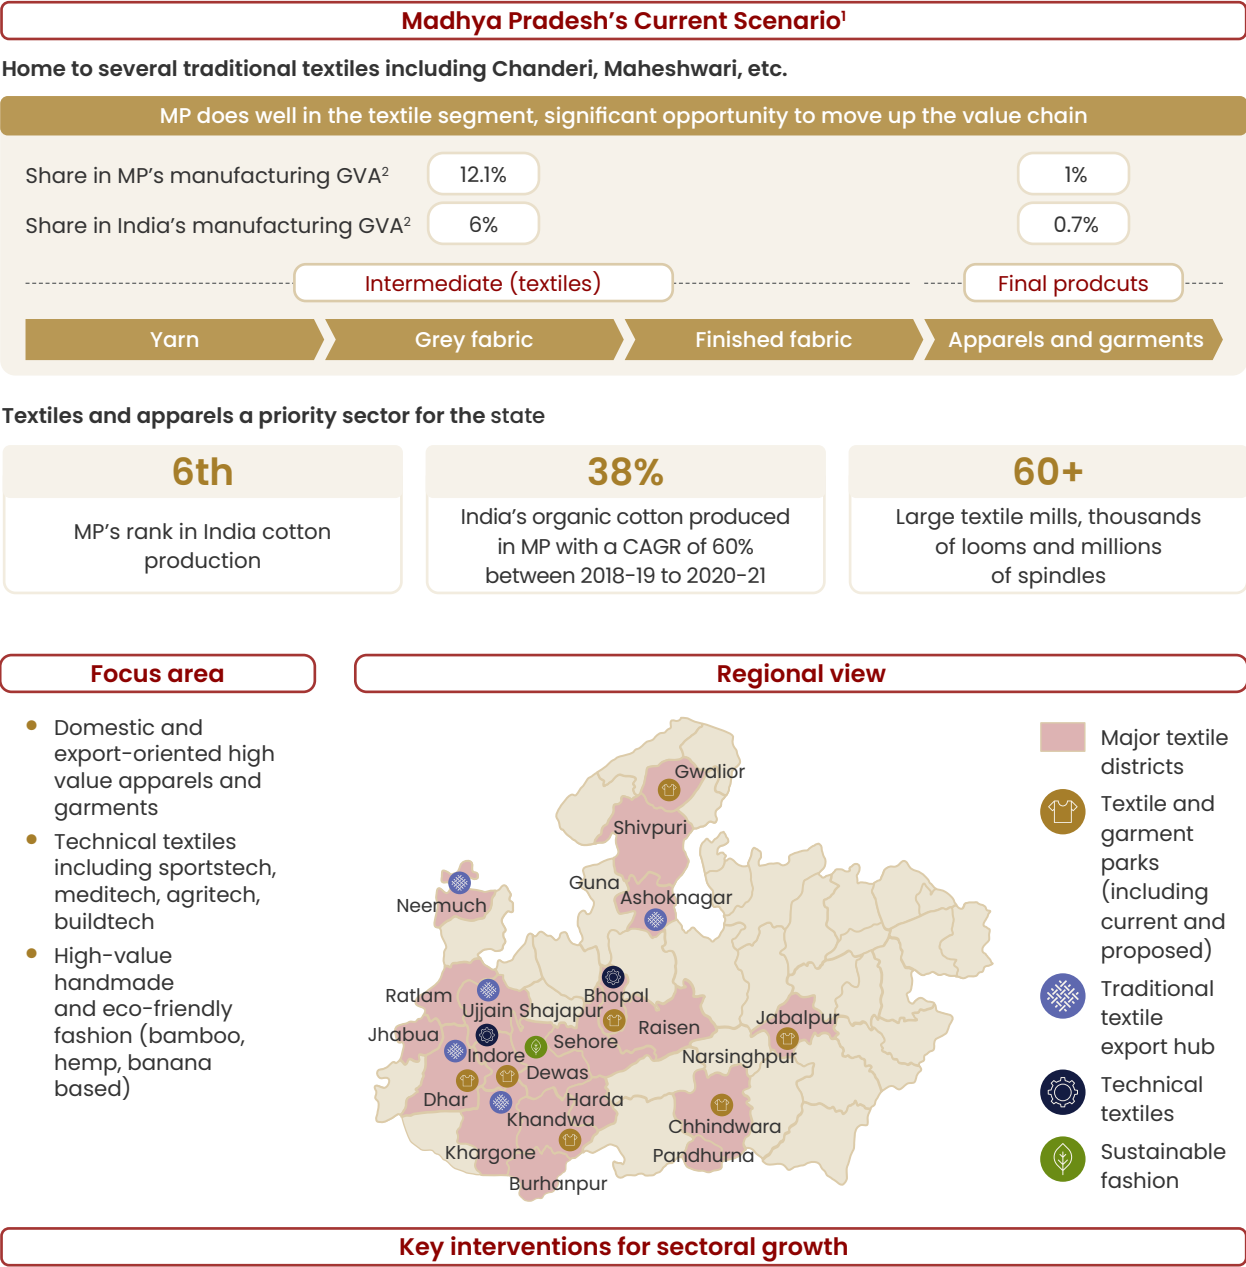 Madhya Pradesh’s Current Scenario¹
Home to several traditional textiles including Chanderi, Maheshwari, etc.
MP does well in the textile segment, significant opportunity to move up the value chain
Share in MP’s manufacturing GVA² 12.1% 1%
Share in India’s manufacturing GVA² 6% 0.7%
Intermediate (textiles) Final prodcuts
Yarn Grey fabric Finished fabric Apparels and garments
Textiles and apparels a priority sector for the state
6th
MP’s rank in India cotton
production
38%
India’s organic cotton produced
in MP with a CAGR of 60%
between 2018-19 to 2020-21
60+
Large textile mills, thousands
of looms and millions
of spindles
Focus area
Domestic and
export-oriented high
value apparels and
garments
Technical textiles
including sportstech,
meditech, agritech,
buildtech
High-value
handmade
and eco-friendly
fashion (bamboo,
hemp, banana
based)
Regional view
Gwalior
Shivpuri
Guna
Ashoknagar
Neemuch
Ratlam
Ujjain Shajapur
Bhopal
Jhabua
Indore
Sehore
Raisen
Jabalpur
Narsinghpur
Dewas
Dhar
Harda
Khandwa
Chhindwara
Khargone
Pandhurna
Burhanpur
Major textile
districts
Textile and
garment
parks
(including
current and
proposed)
Traditional
textile
export hub
Technical
textiles
Sustainable
fashion
Key interventions for sectoral growth